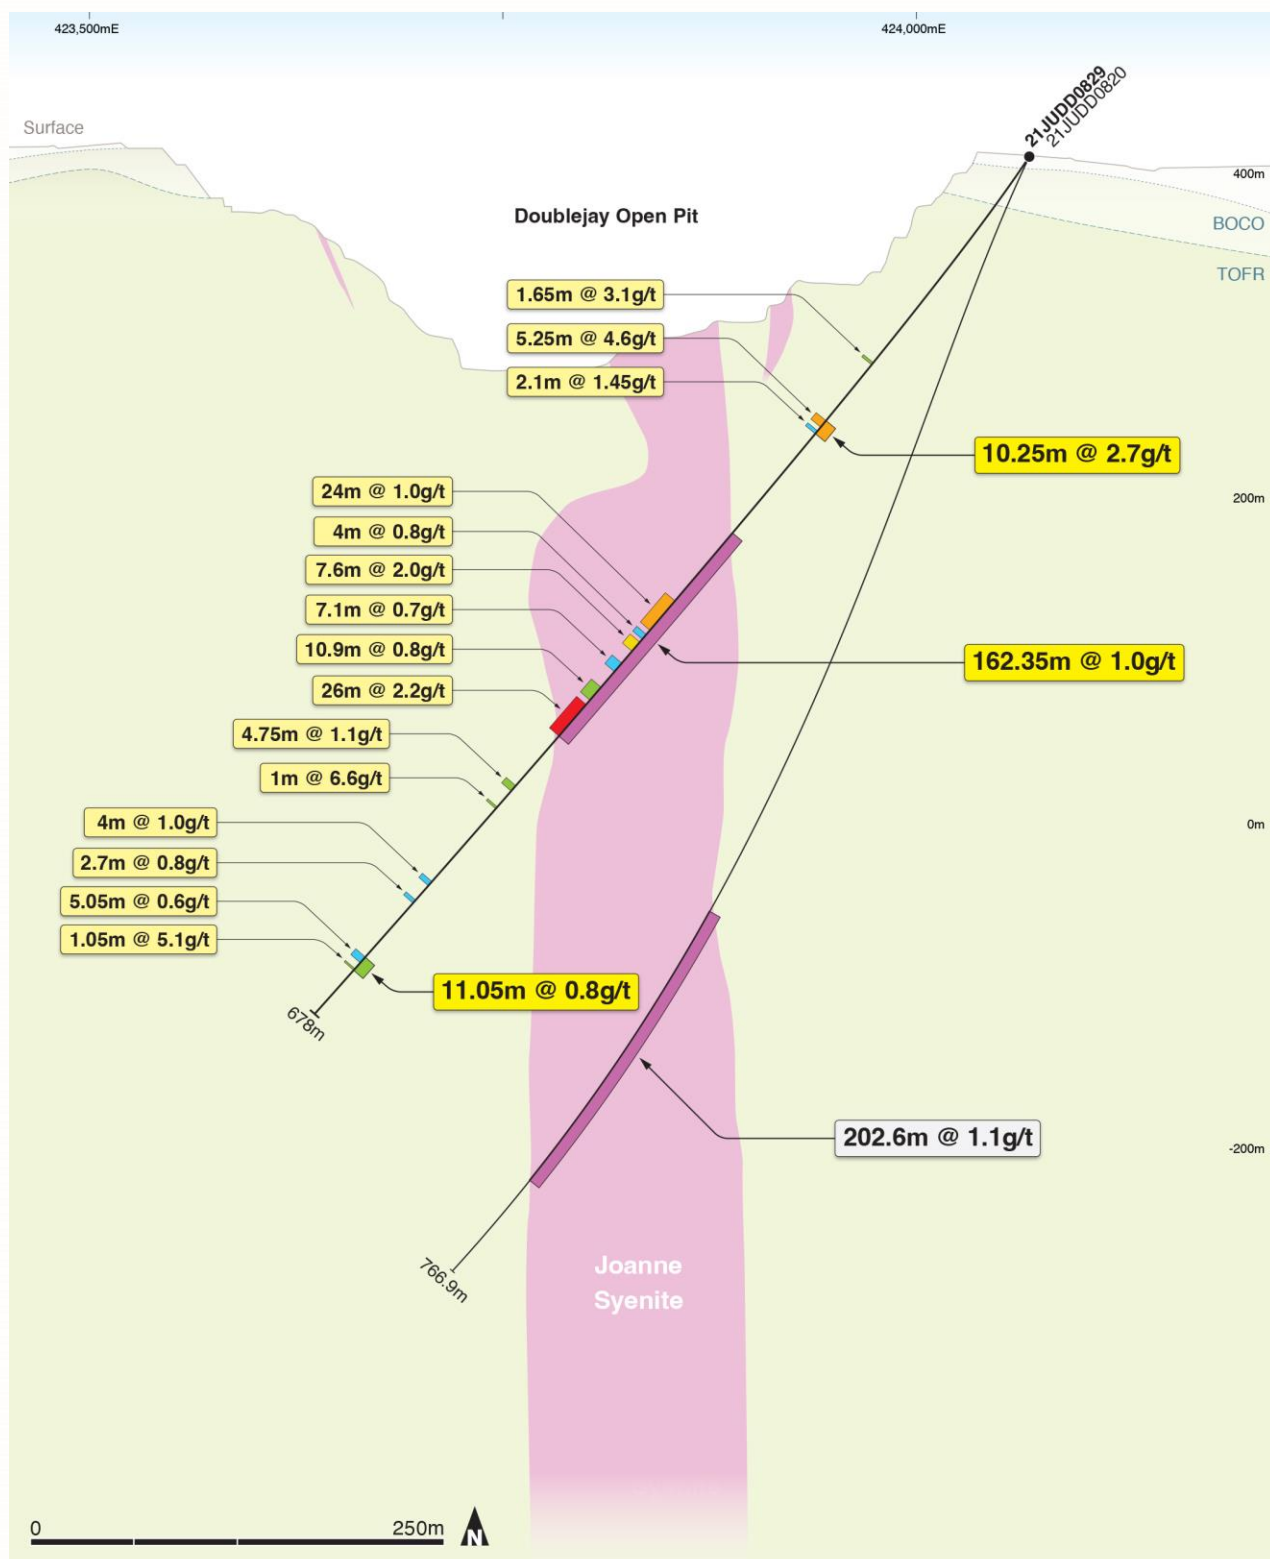 423,500mE
424,000mE
21JUDD0829
21JUDD0820
Surface
400m
Doublejay Open Pit
BOCO
TOFR
1.65m @ 3.1g/t
5.25m @ 4.6g/t
2.1m @ 1.45g/t
10.25m @ 2.7g/t
24m @ 1.0g/t
200m
4m @ 0.8g/t
7.6m @ 2.0g/t
7.1m @ 0.7g/t
10.9m @ 0.8g/t
162.35m @ 1.0g/t
26m @ 2.2g/t
4.75m @ 1.1g/t
1m @ 6.6g/t
4m @ 1.0g/t
0m
2.7m @ 0.8g/t
5.05m @ 0.6g/t
1.05m @ 5.1g/t
11.05m @ 0.8g/t
678m
202.6m @ 1.1g/t
-200m
766.9m
Joanne
Syenite
0
250m
N